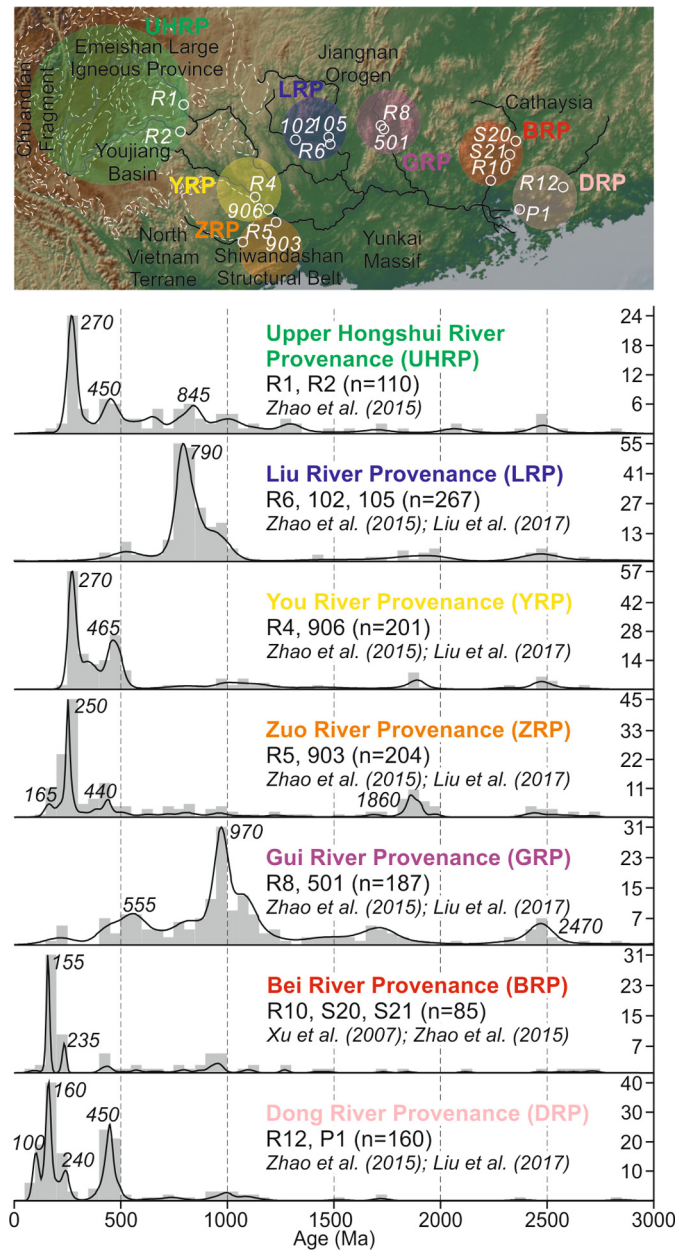 UHRP
Emeishan Large
Igneous Province
Jiangnan
Orogen
Chuandian
Fragment
R1
R2
LRP
102 105
R6
R8
501
GRP
Cathaysia
S20
BRP
S21
R10
Youjiang
Basin
YRP
R4
906
R12
DRP
P1
ZRP
R5
903
North
Vietnam
Terrane
Shiwandashan
Structural Belt
Yunkai
Massif
270
450
845
Upper Hongshui River
Provenance (UHRP)
R1, R2 (n=110)
Zhao et al. (2015)
24
18
12
6
790
Liu River Provenance (LRP)
R6, 102, 105 (n=267)
Zhao et al. (2015); Liu et al. (2017)
55
41
27
13
270
465
You River Provenance (YRP)
R4, 906 (n=201)
Zhao et al. (2015); Liu et al. (2017)
57
42
28
14
250
165
440
1860
Zuo River Provenance (ZRP)
R5, 903 (n=204)
Zhao et al. (2015); Liu et al. (2017)
45
33
22
11
970
555
2470
Gui River Provenance (GRP)
R8, 501 (n=187)
Zhao et al. (2015); Liu et al. (2017)
31
23
15
7
155
235
Bei River Provenance (BRP)
R10, S20, S21 (n=85)
Xu et al. (2007); Zhao et al. (2015)
31
23
15
7
160
450
100
240
Dong River Provenance (DRP)
R12, P1 (n=160)
Zhao et al. (2015); Liu et al. (2017)
40
30
20
10
0 500 1000 1500 2000 2500 3000
Age (Ma)